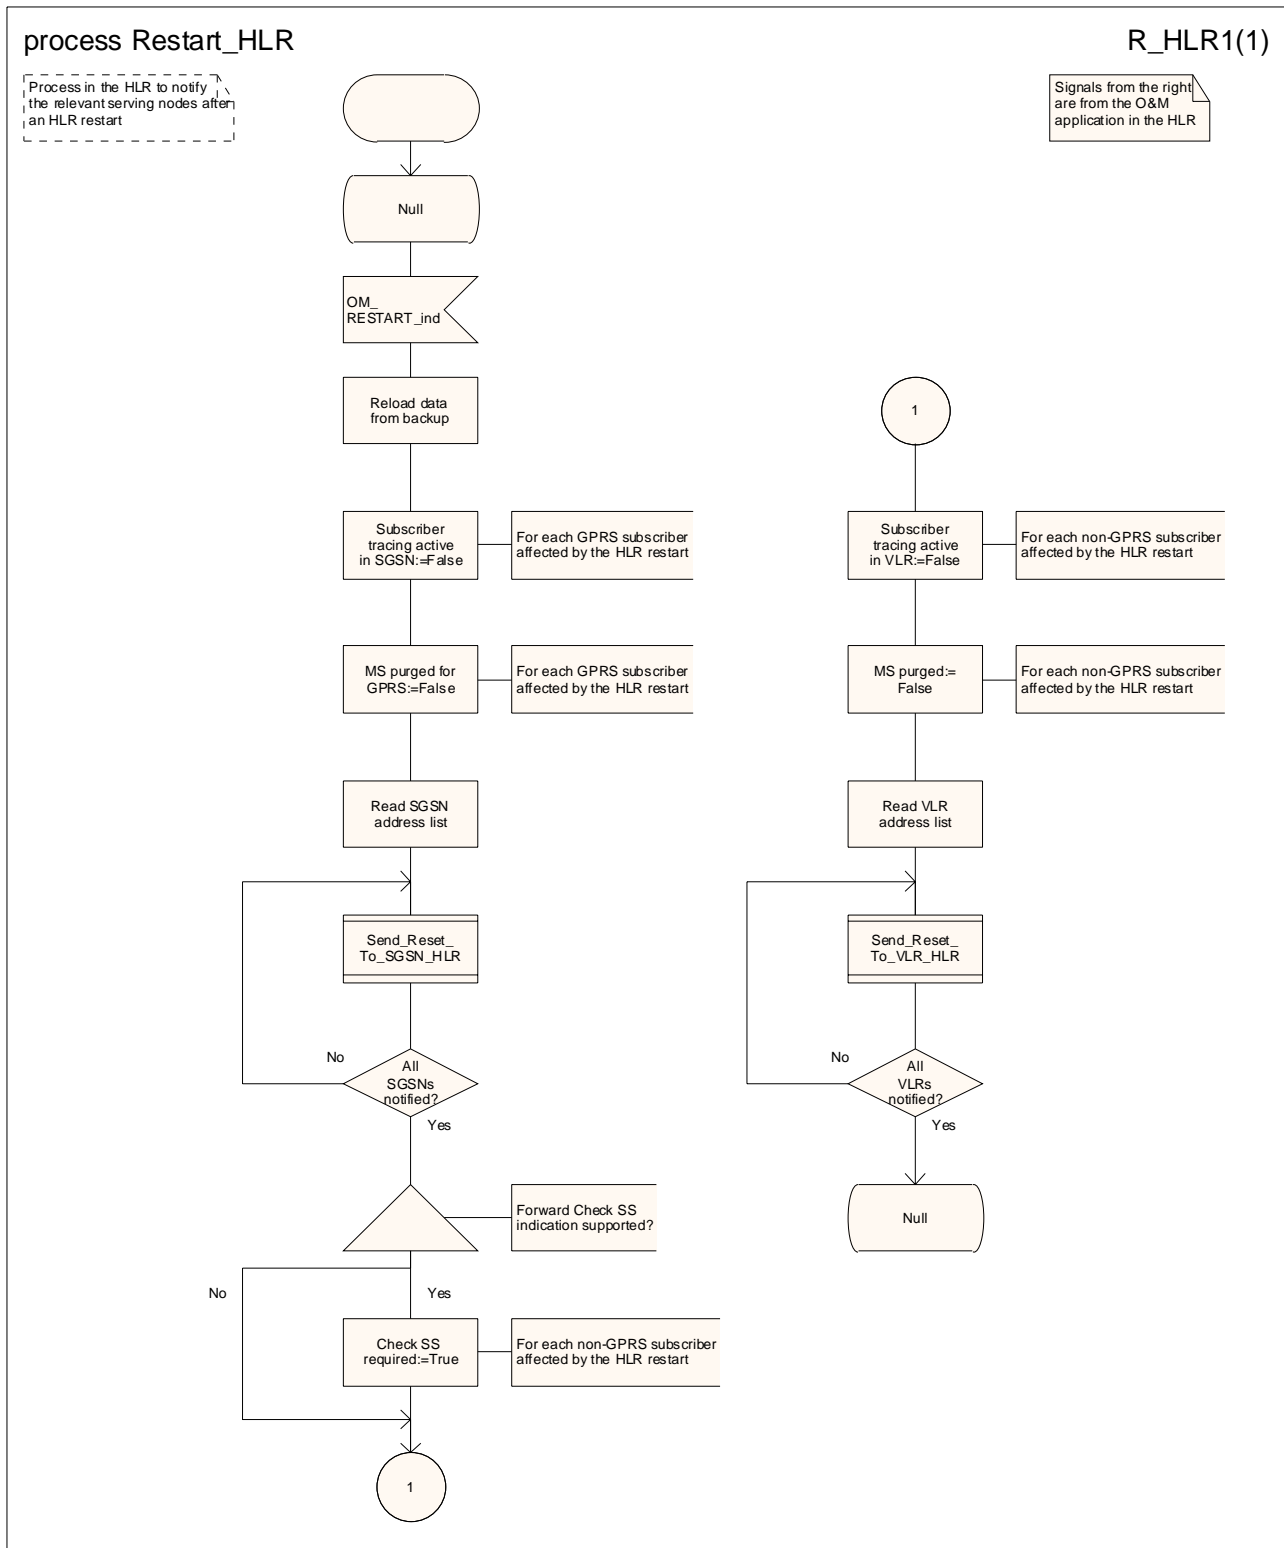 process Restart_HLR
R_HLR1(1)
Process in the HLR to notify
the relevant serving nodes after
an HLR restart
Signals from the right
are from the O&M
application in the HLR
Null
OM_
RESTART_ind
Reload data
from backup
Subscriber
tracing active
in SGSN:=False
For each GPRS subscriber
affected by the HLR restart
MS purged for
GPRS:=False
For each GPRS subscriber
affected by the HLR restart
Read SGSN
address list
Send_Reset_
To_SGSN_HLR
No
All
SGSNs
notified?
Yes
Forward Check SS
indication supported?
No
Yes
Check SS
required:=True
For each non-GPRS subscriber
affected by the HLR restart
1
1
Subscriber
tracing active
in VLR:=False
For each non-GPRS subscriber
affected by the HLR restart
MS purged:=
False
For each non-GPRS subscriber
affected by the HLR restart
Read VLR
address list
Send_Reset_
To_VLR_HLR
No
All
VLRs
notified?
Yes
Null